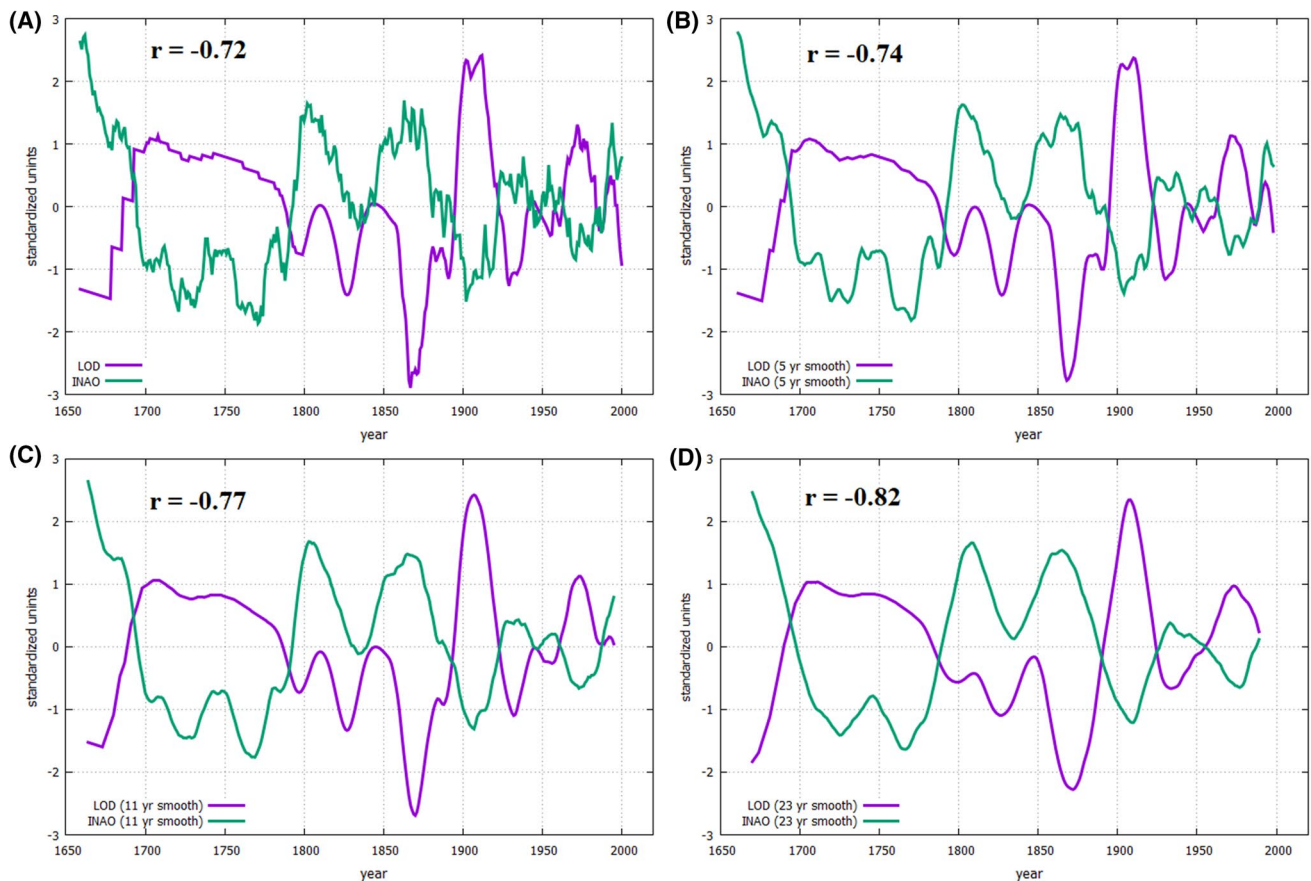 (A)
r = -0.72
3
2
1
0
-1
-2
-3
standardized unints
LOD
INAO
1650 1700 1750 1800 1850 1900 1950 2000
year
(B)
r = -0.74
3
2
1
0
-1
-2
-3
standardized unints
LOD (5 yr smooth)
INAO (5 yr smooth)
1650 1700 1750 1800 1850 1900 1950 2000
year
(C)
r = -0.77
3
2
1
0
-1
-2
-3
standardized unints
LOD (11 yr smooth)
INAO (11 yr smooth)
1650 1700 1750 1800 1850 1900 1950 2000
year
(D)
r = -0.82
3
2
1
0
-1
-2
-3
standardized unints
LOD (23 yr smooth)
INAO (23 yr smooth)
1650 1700 1750 1800 1850 1900 1950 2000
year